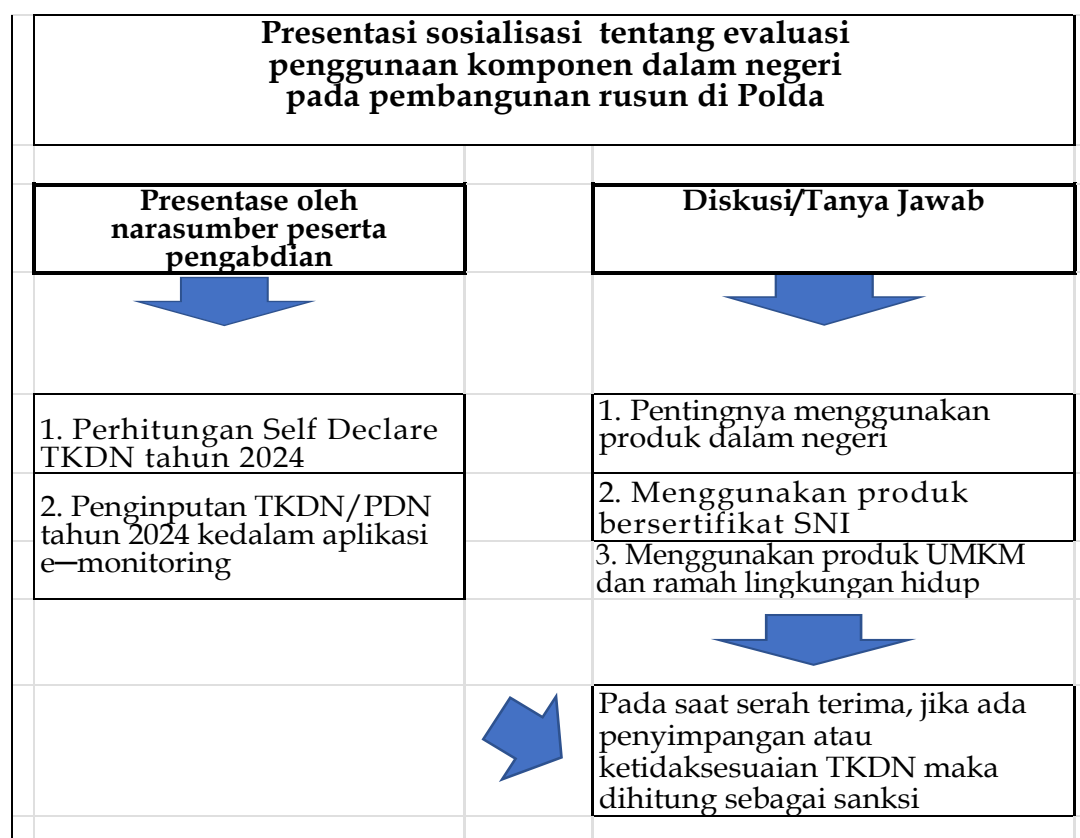 Presentasi sosialisasi tentang evaluasi
penggunaan komponen dalam negeri
pada pembangunan rusun di Polda
Presentase oleh
narasumber peserta
pengabdian
Diskusi/Tanya Jawab
1. Perhitungan Self Declare
TKDN tahun 2024
2. Penginputan TKDN/PDN
tahun 2024 kedalam aplikasi
e—monitoring
1. Pentingnya menggunakan
produk dalam negeri
2. Menggunakan produk
bersertifikat SNI
3. Menggunakan produk UMKM
dan ramah lingkungan hidup
Pada saat serah terima, jika ada
penyimpangan atau
ketidaksesuaian TKDN maka
dihitung sebagai sanksi